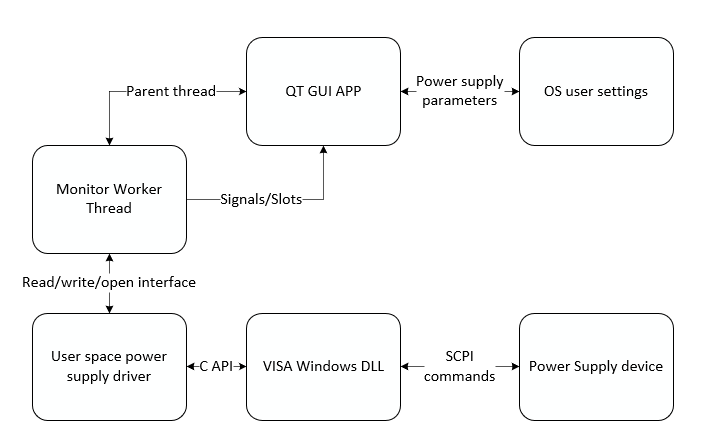 QT GUI APP
Power supply
parameters
OS user settings
Parent thread
Monitor Worker
Thread
Signals/Slots
Read/write/open interface
User space power
supply driver
C API
VISA Windows DLL
SCPI
commands
Power Supply device